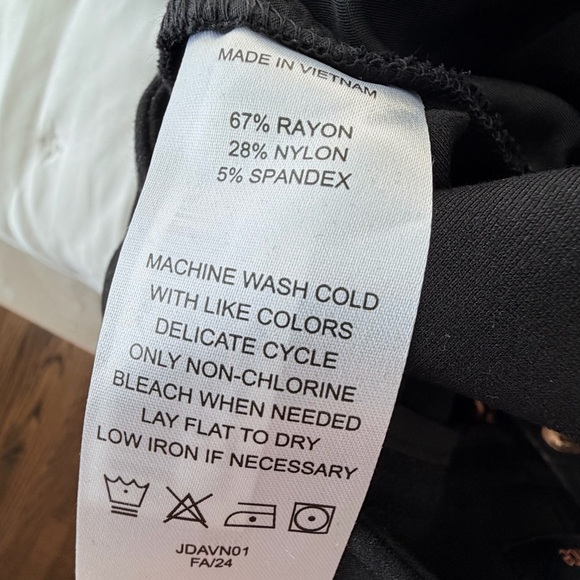 MADE IN VIETNAM
67% RAYON
28% NYLON
5% SPANDEX
MACHINE WASH COLD
WITH LIKE COLORS
DELICATE CYCLE
ONLY NON-CHLORINE
BLEACH WHEN NEEDED
LAY FLAT TO DRY
LOW IRON IF NECESSARY
JDAVN01
FA/24